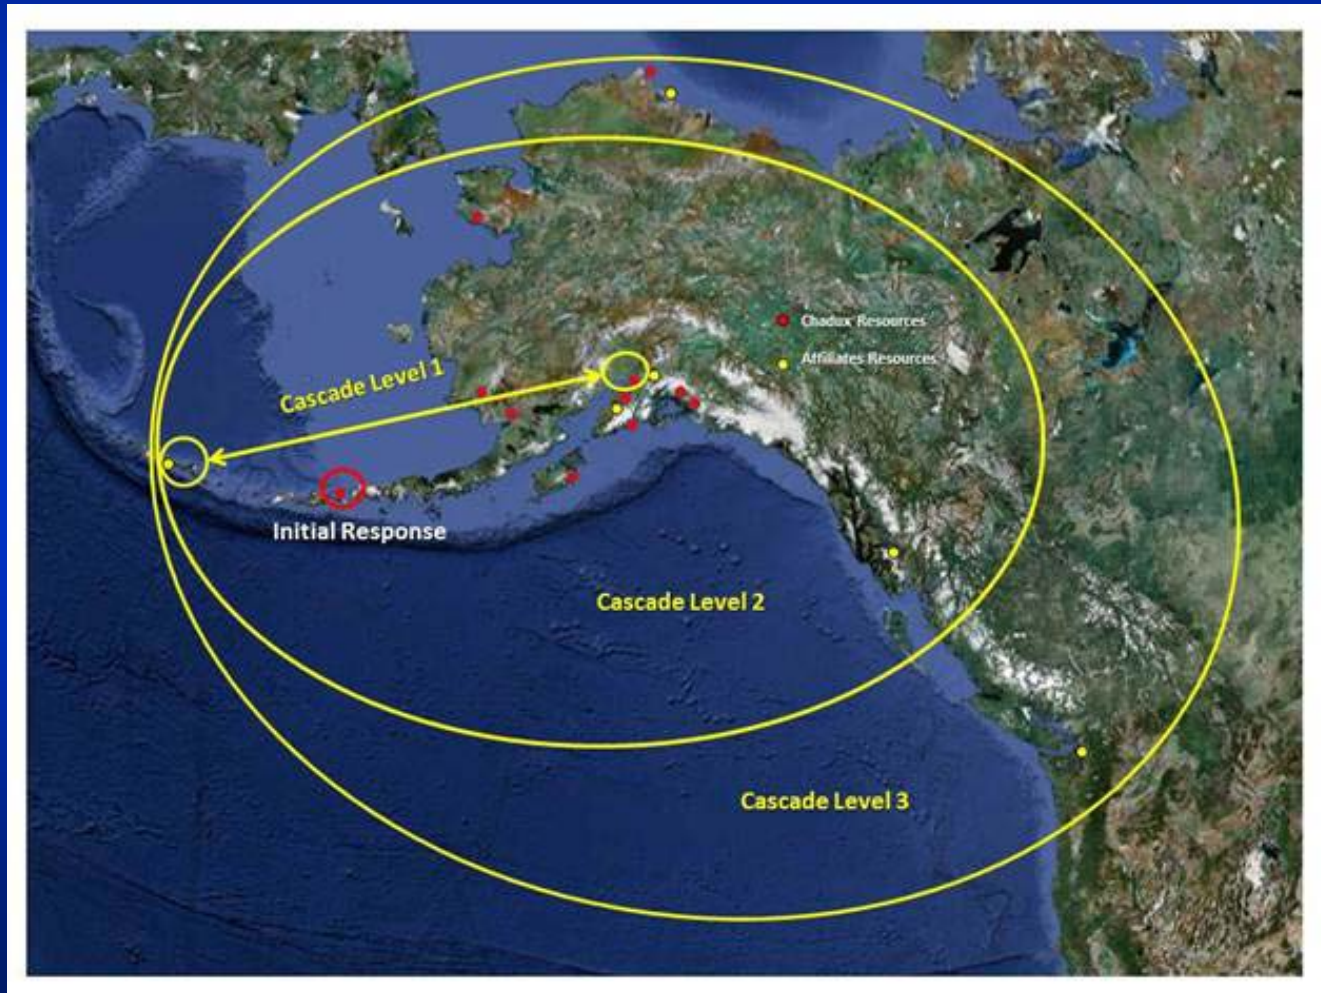 Chadux Resources
Affiliates Resources
Cascade Level 1
Initial Response
Cascade Level 2
Cascade Level 3